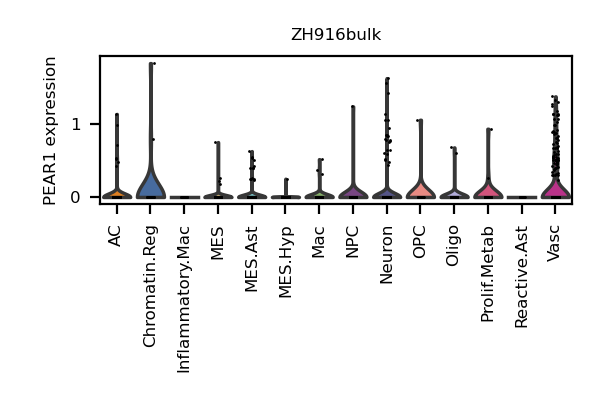 ZH916bulk
PEAR1 expression
1
0
AC
Chromatin.Reg
Inflammatory.Mac
MES
MES.Ast
MES.Hyp
Mac
NPC
Neuron
OPC
Oligo
Prolif.Metab
Reactive.Ast
Vasc